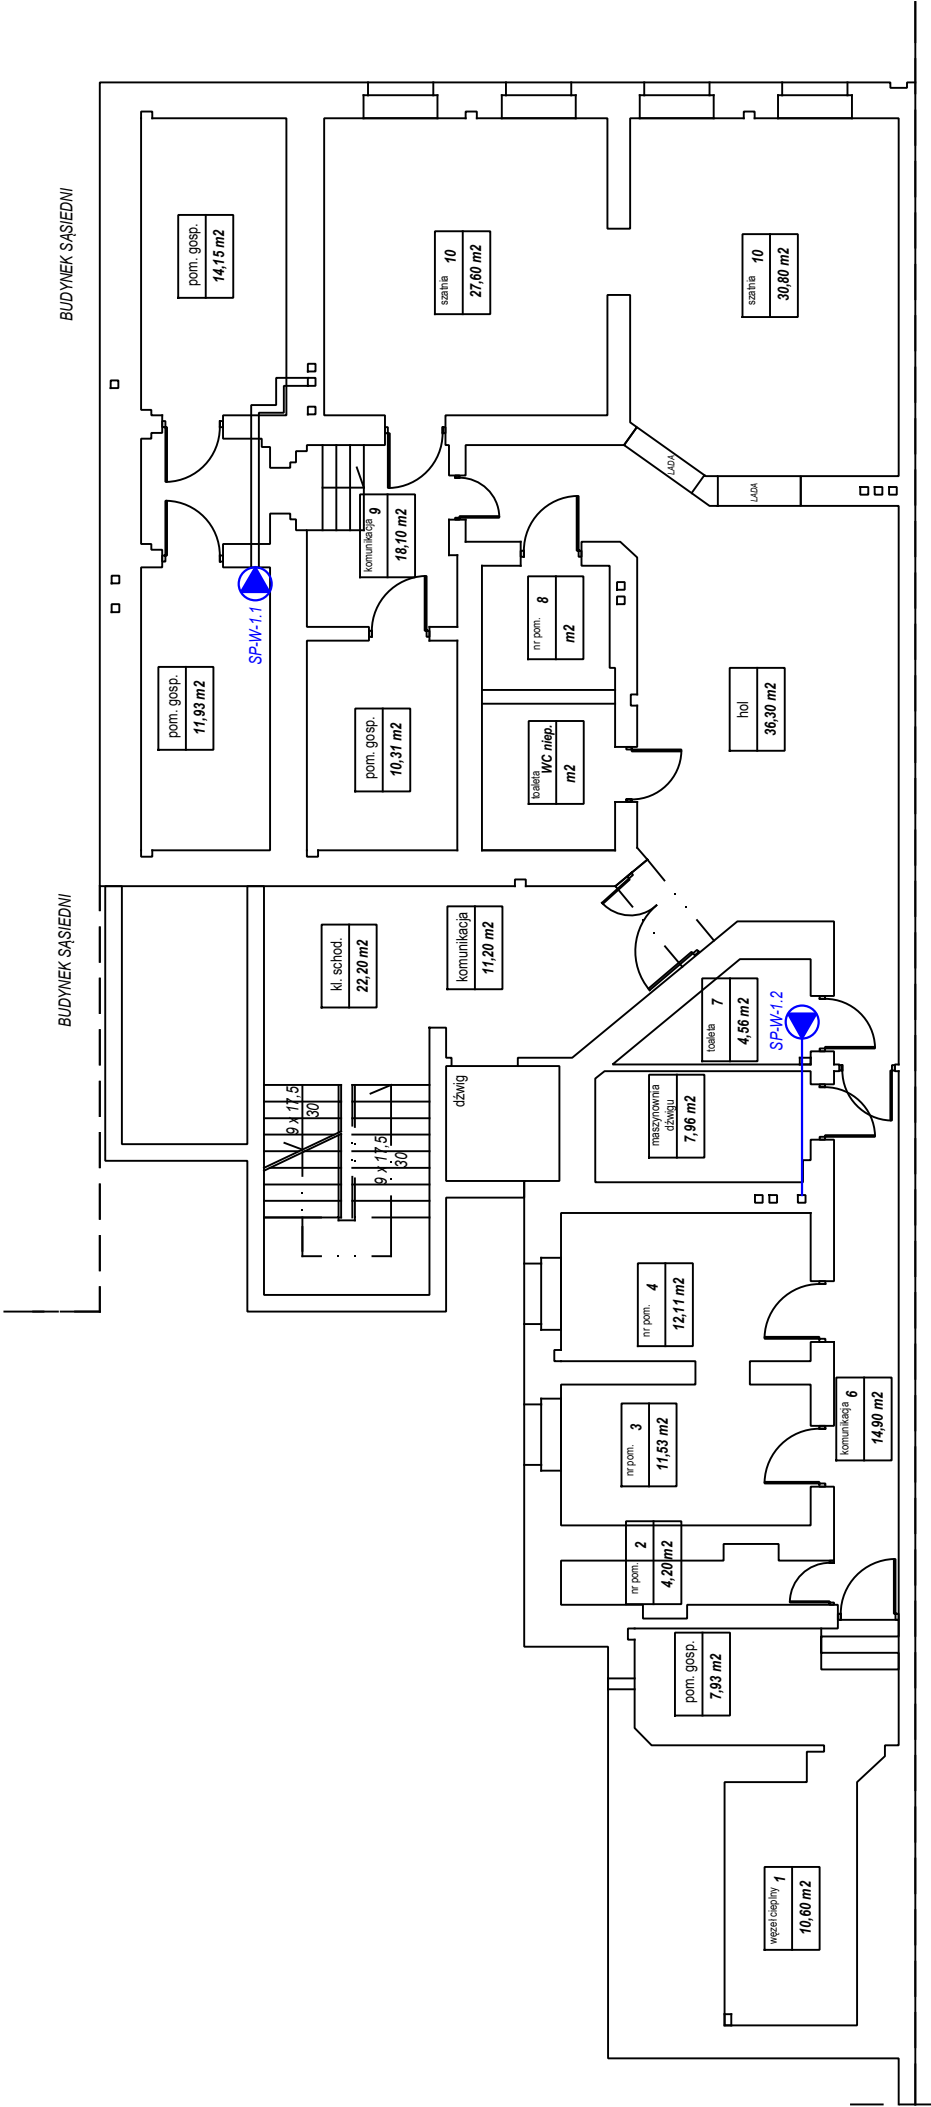 BUDYNEK SĄSIEDNI
BUDYNEK SĄSIEDNI
pom. gosp.
14,15 m2
szatnia 10
27,60 m2
szatnia 10
30,80 m2
LADA
LADA
komunikacja 9
18,10 m2
SP-W-1.1
pom. gosp.
11,93 m2
pom. gosp.
10,31 m2
nr pom. 8
m2
toaleta WC niep.
m2
hol
36,30 m2
kl. schod.
22,20 m2
komunikacja
11,20 m2
toaleta 7
4,56 m2
SP-W-1.2
dźwig
maszynownia
dźwigu
7,96 m2
9 x 17,5
30
9 x 17,5
30
nr pom. 4
12,11 m2
nr pom. 3
11,53 m2
komunikacja 6
14,90 m2
nr pom. 2
4,20 m2
pom. gosp.
7,93 m2
węzeł cieplny 1
10,60 m2